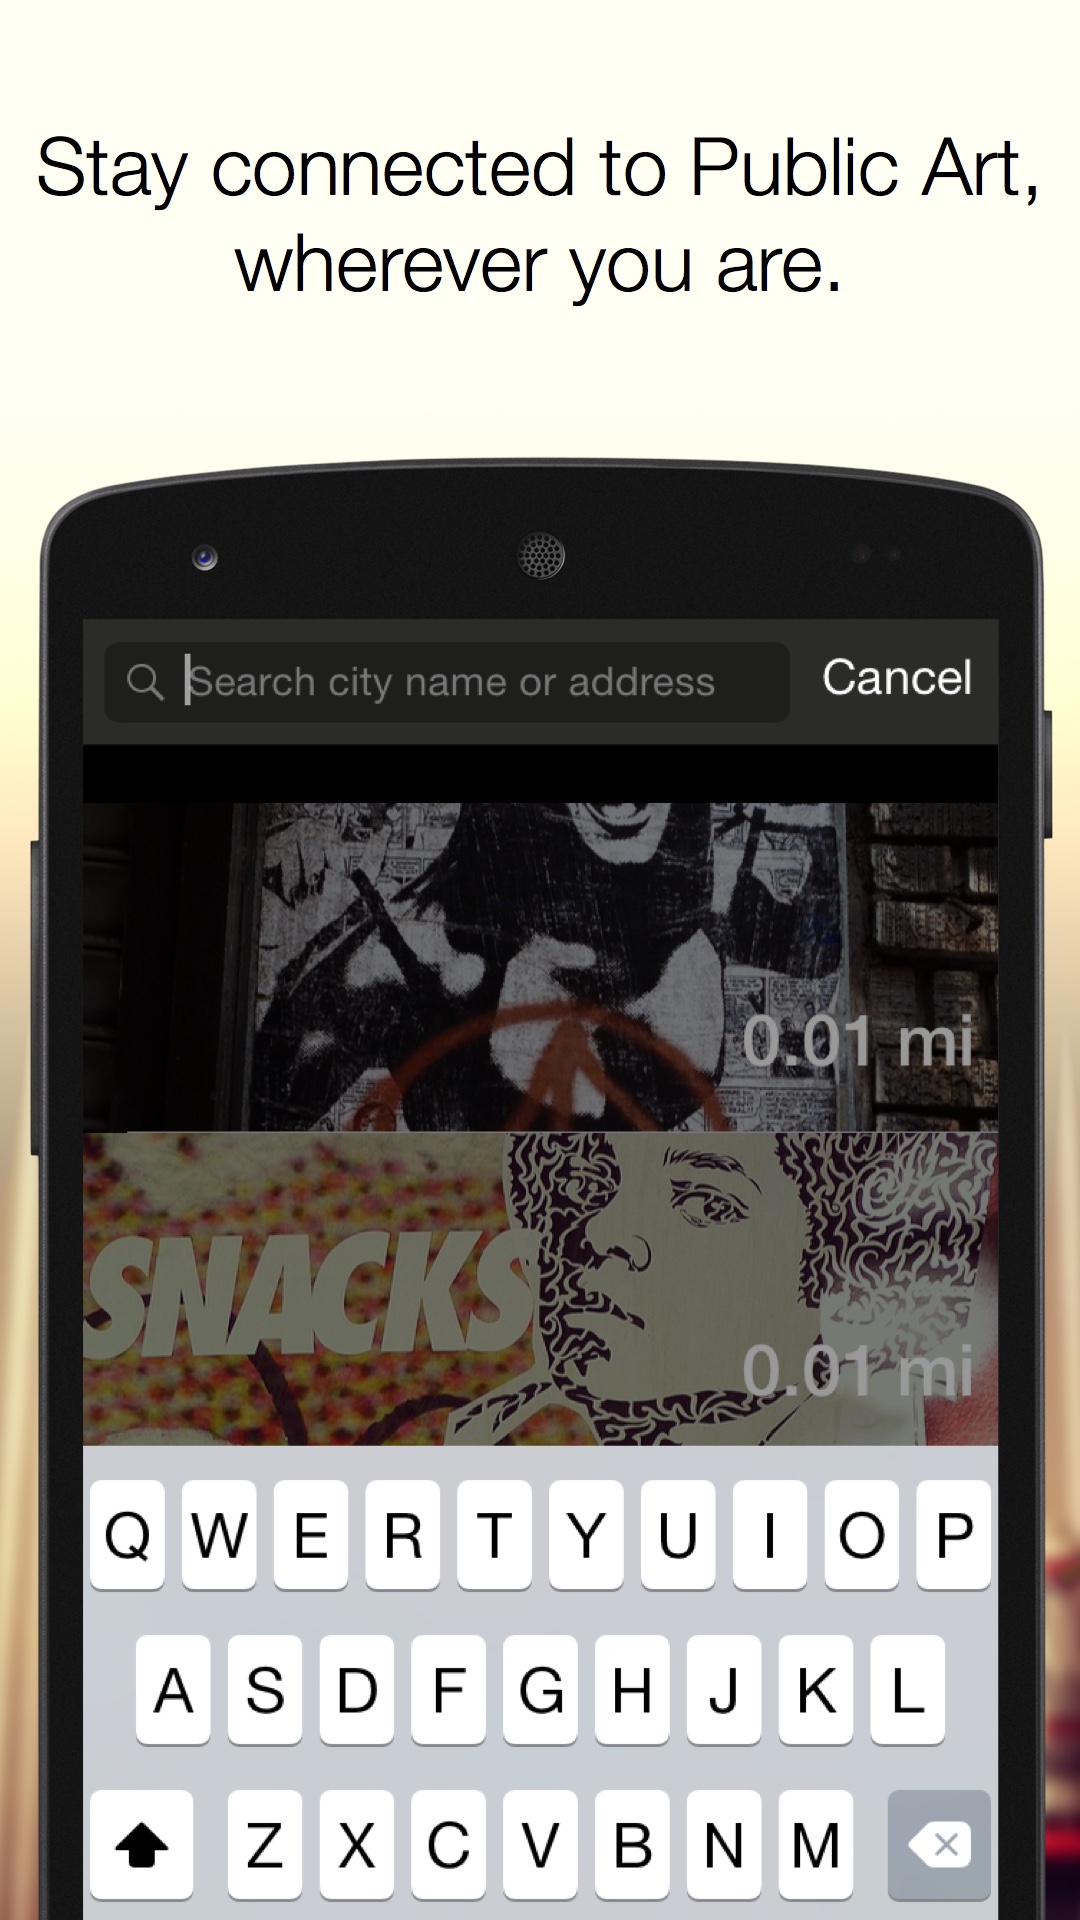 Stay connected to Public Art,
wherever you are.
Search city name or address
Cancel
0.01 mi
SNACKS
0.01 mi
Q W E R T Y U I O P
A S D F G H J K L
Z X C V B N M